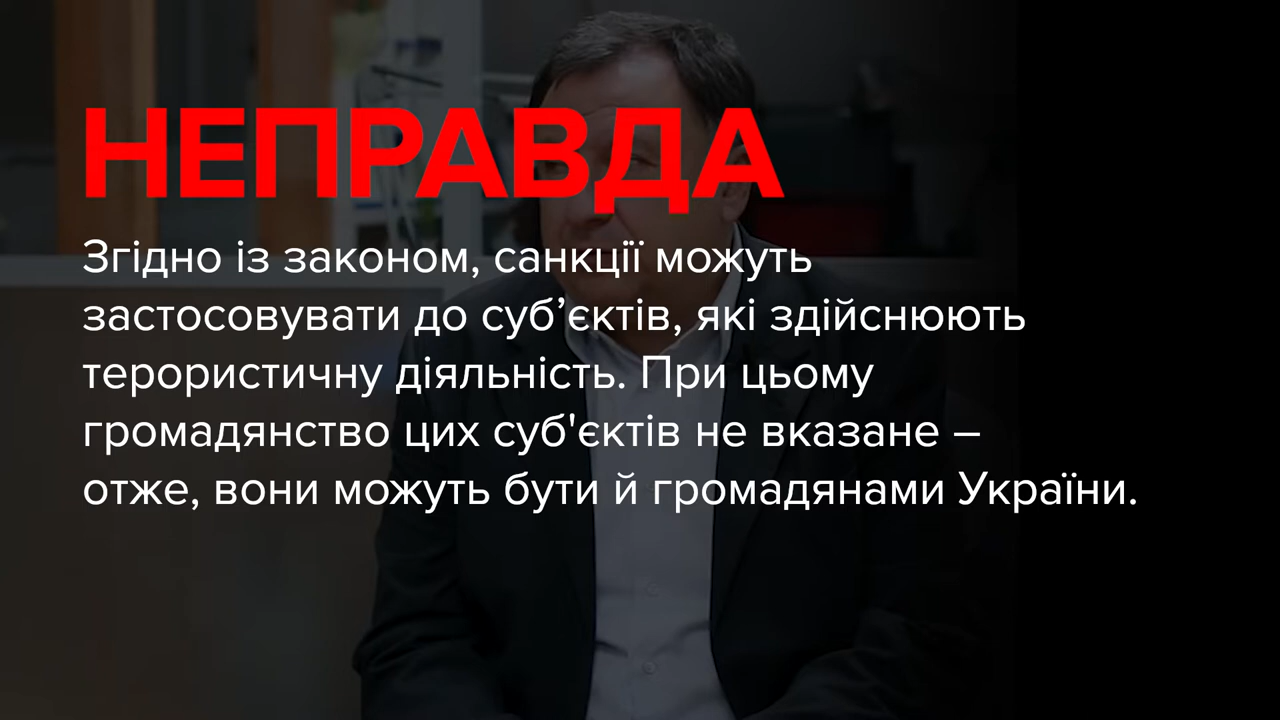 НЕПРАВДА
Згідно із законом, санкції можуть
застосовувати до суб’єктів, які здійснюють
терористичну діяльність. При цьому
громадянство цих суб'єктів не вказане –
отже, вони можуть бути й громадянами України.